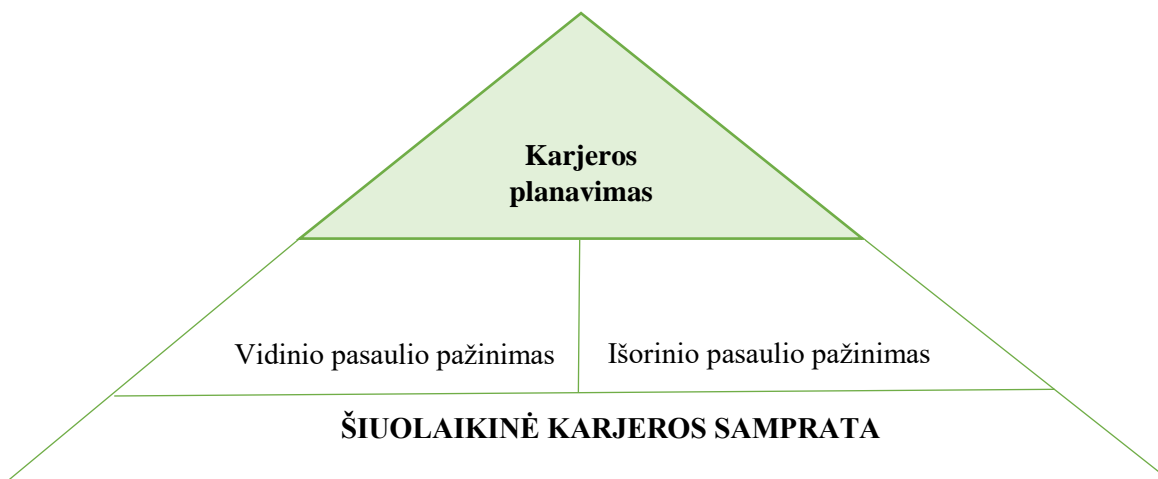 Karjeros
planavimas
Vidinio pasaulio pažinimas
Išorinio pasaulio pažinimas
ŠIUOLAIKINĖ KARJEROS SAMPRATA